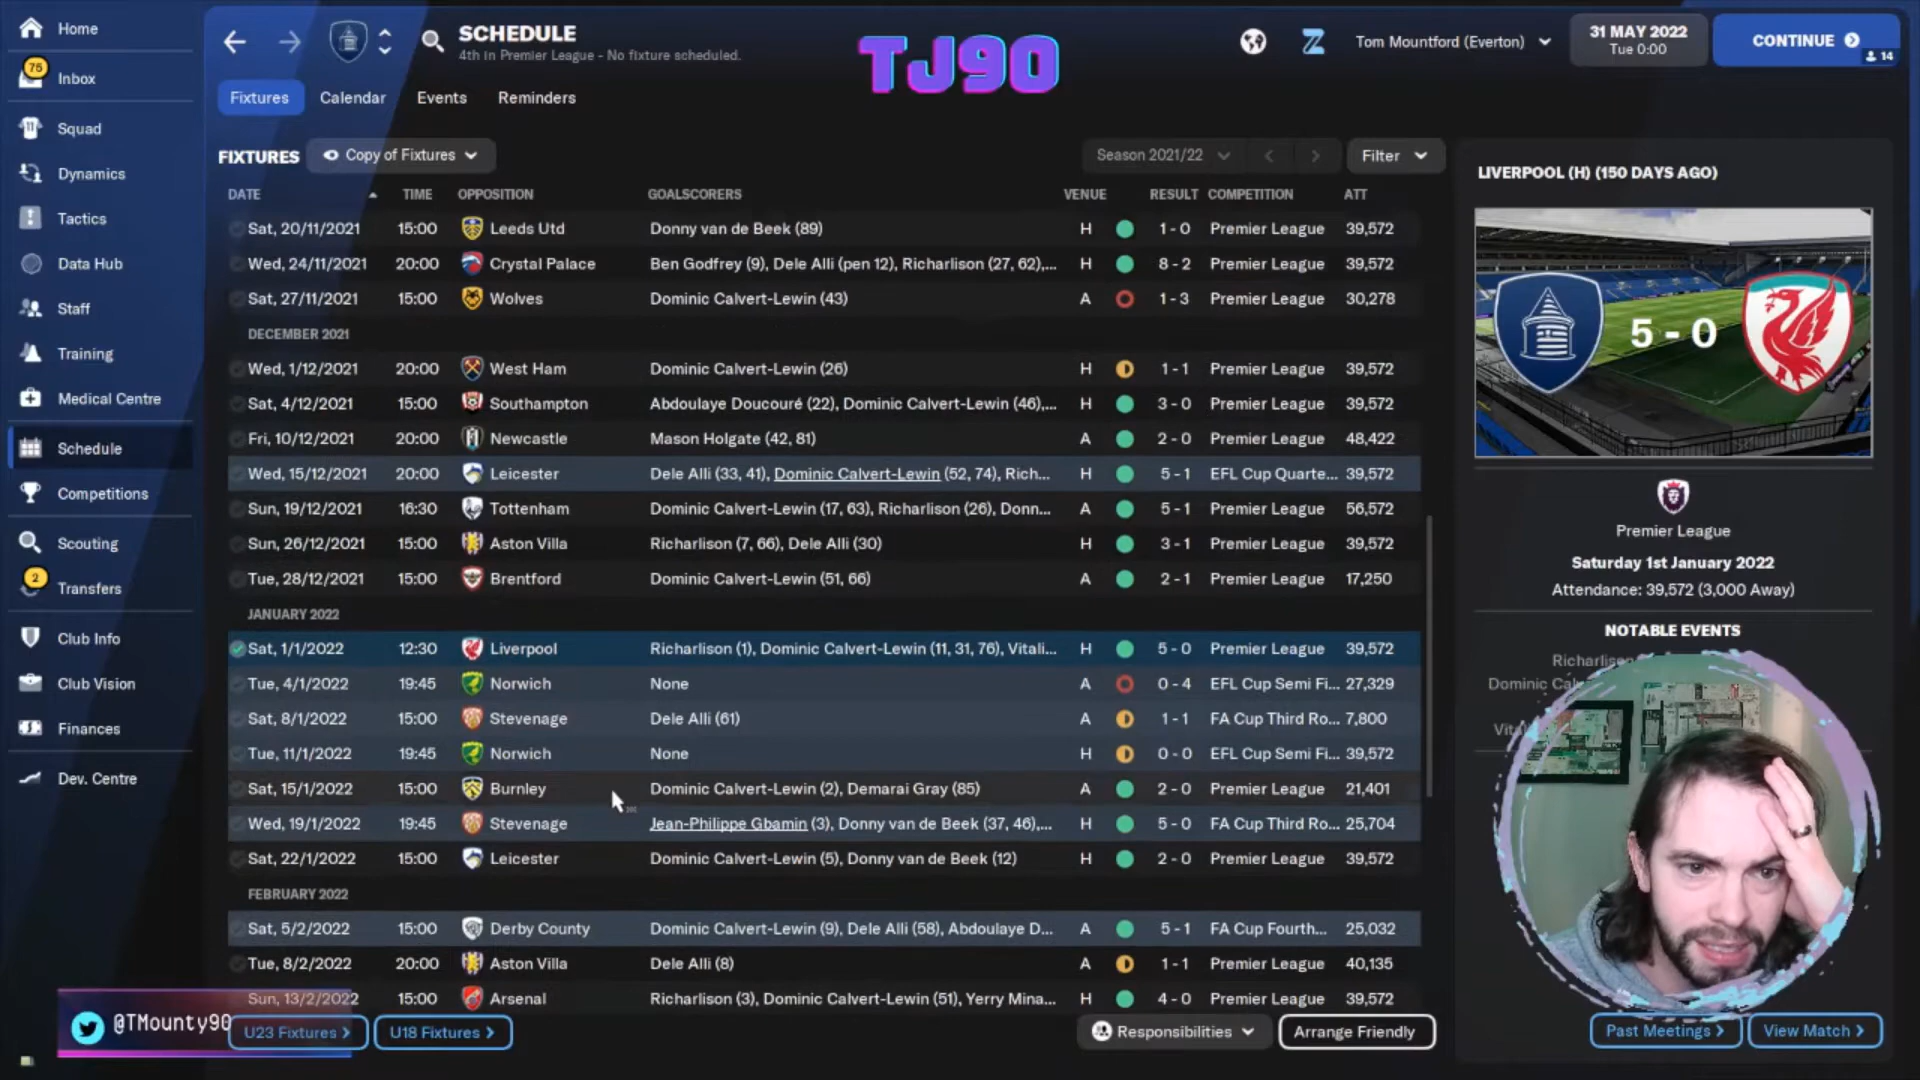 Home
75
Inbox
Squad
Dynamics
Tactics
Data Hub
Staff
Training
Medical Centre
Schedule
Competitions
Scouting
2
Transfers
Club Info
Club Vision
Finances
Dev. Centre
SCHEDULE
4th in Premier League - No fixture scheduled.
TJ90
Tom Mountford (Everton)
31 MAY 2022
Tue 0:00
CONTINUE
14
Fixtures Calendar Events Reminders
FIXTURES Copy of Fixtures Season 2021/22 Filter
DATE TIME OPPOSITION GOALSCORERS VENUE RESULT COMPETITION ATT
Sat, 20/11/2021 15:00 Leeds Utd Donny van de Beek (89) H 1 - 0 Premier League 39,572
Wed, 24/11/2021 20:00 Crystal Palace Ben Godfrey (9), Dele Alli (pen 12), Richarlison (27, 62),... H 8 - 2 Premier League 39,572
Sat, 27/11/2021 15:00 Wolves Dominic Calvert-Lewin (43) A 1 - 3 Premier League 30,278
DECEMBER 2021
Wed, 1/12/2021 20:00 West Ham Dominic Calvert-Lewin (26) H 1 - 1 Premier League 39,572
Sat, 4/12/2021 15:00 Southampton Abdoulaye Doucouré (22), Dominic Calvert-Lewin (46),... H 3 - 0 Premier League 39,572
Fri, 10/12/2021 20:00 Newcastle Mason Holgate (42, 81) A 2 - 0 Premier League 48,422
Wed, 15/12/2021 20:00 Leicester Dele Alli (33, 41), Dominic Calvert-Lewin (52, 74), Rich... H 5 - 1 EFL Cup Quarte... 39,572
Sun, 19/12/2021 16:30 Tottenham Dominic Calvert-Lewin (17, 63), Richarlison (26), Donn... A 5 - 1 Premier League 56,572
Sun, 26/12/2021 15:00 Aston Villa Richarlison (7, 66), Dele Alli (30) H 3 - 1 Premier League 39,572
Tue, 28/12/2021 15:00 Brentford Dominic Calvert-Lewin (51, 66) A 2 - 1 Premier League 17,250
JANUARY 2022
Sat, 1/1/2022 12:30 Liverpool Richarlison (1), Dominic Calvert-Lewin (11, 31, 76), Vitali... H 5 - 0 Premier League 39,572
Tue, 4/1/2022 19:45 Norwich None A 0 - 4 EFL Cup Semi Fi... 27,329
Sat, 8/1/2022 15:00 Stevenage Dele Alli (61) A 1 - 1 FA Cup Third Ro... 7,800
Tue, 11/1/2022 19:45 Norwich None H 0 - 0 EFL Cup Semi Fi... 39,572
Sat, 15/1/2022 15:00 Burnley Dominic Calvert-Lewin (2), Demarai Gray (85) A 2 - 0 Premier League 21,401
Wed, 19/1/2022 19:45 Stevenage Jean-Philippe Gbamin (3), Donny van de Beek (37, 46),... H 5 - 0 FA Cup Third Ro... 25,704
Sat, 22/1/2022 15:00 Leicester Dominic Calvert-Lewin (5), Donny van de Beek (12) H 2 - 0 Premier League 39,572
FEBRUARY 2022
Sat, 5/2/2022 15:00 Derby County Dominic Calvert-Lewin (9), Dele Alli (58), Abdoulaye D... A 5 - 1 FA Cup Fourth... 25,032
Tue, 8/2/2022 20:00 Aston Villa Dele Alli (8) A 1 - 1 Premier League 40,135
Sun, 13/2/2022 15:00 Arsenal Richarlison (3), Dominic Calvert-Lewin (51), Yerry Mina... H 4 - 0 Premier League 39,572
@TMounty90
U23 Fixtures U18 Fixtures Responsibilities Arrange Friendly
LIVERPOOL (H) (150 DAYS AGO)
5 - 0
Premier League
Saturday 1st January 2022
Attendance: 39,572 (3,000 Away)
NOTABLE EVENTS
Richarliso
Dominic Cal
Vital
Past Meetings View Match